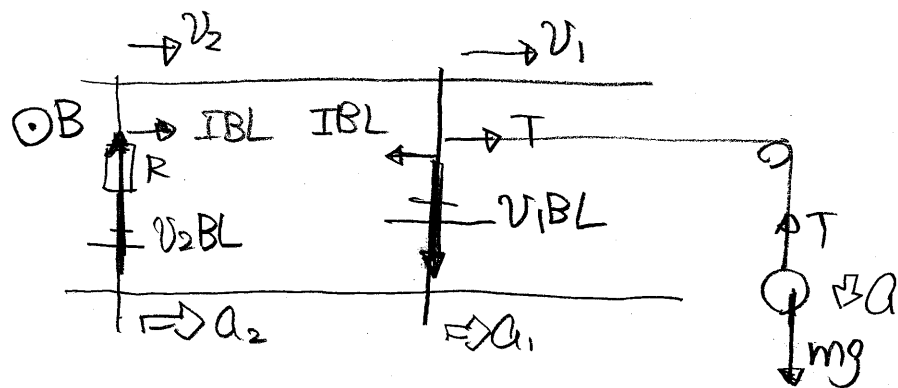 v₂ v₁
⊙B IBL IBL T
R
v₂BL v₁BL T
a
a₂ a₁ mg